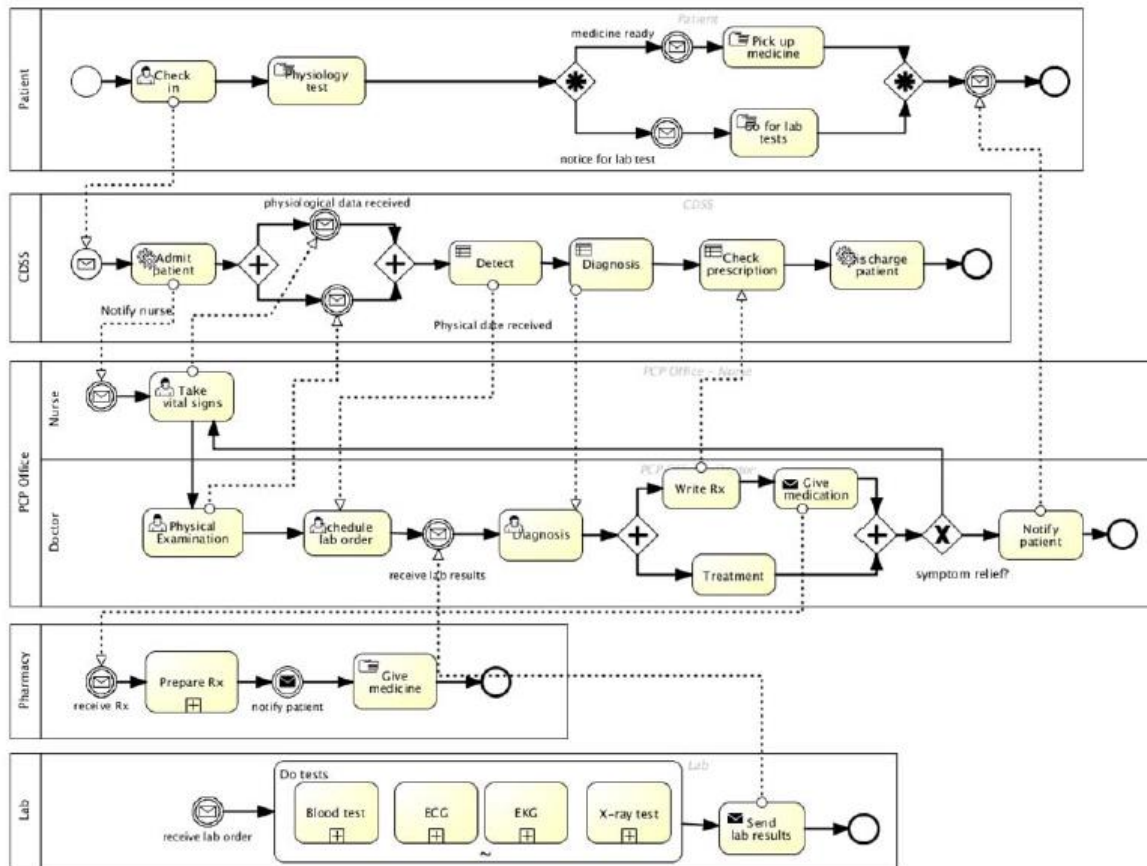 Patient
Patient
medicine ready
Check
in
Physiology
test
Pick up
medicine
notice for lab test
Go for lab
tests
CDSS
CDSS
physiological data received
Admit
patient
Detect
Diagnosis
Check
prescription
Discharge
patient
Notify nurse
Physical date received
PCP Office
Nurse
PCP Office - Nurse
Take
vital signs
Doctor
Physical
Examination
Schedule
lab order
receive lab results
Diagnosis
Write Rx
Give
medication
Treatment
X
symptom relief?
Notify
patient
Pharmacy
receive Rx
Prepare Rx
notify patient
Give
medicine
Lab
Lab
receive lab order
Do tests
Blood test
ECG
EKG
X-ray test
~
Send
lab results